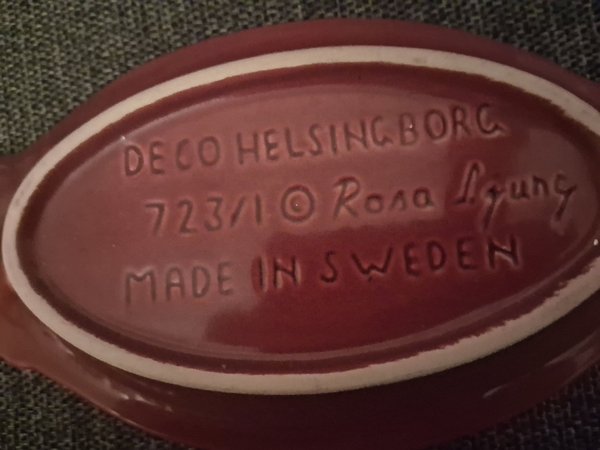 DECO HELSINGBORG
723/1 © Rosa Ljung
MADE IN SWEDEN